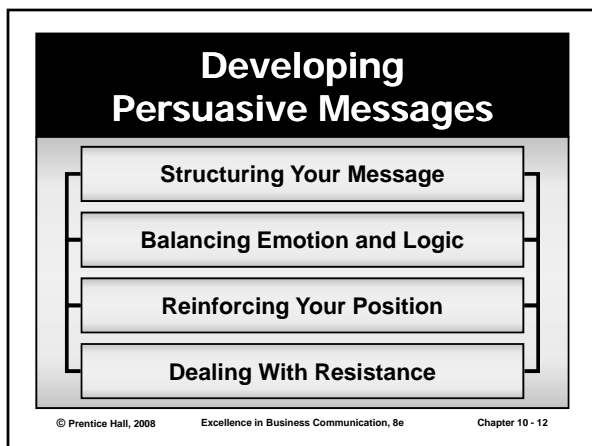 Developing
Persuasive Messages
Structuring Your Message
Balancing Emotion and Logic
Reinforcing Your Position
Dealing With Resistance
© Prentice Hall, 2008 Excellence in Business Communication, 8e Chapter 10 - 12